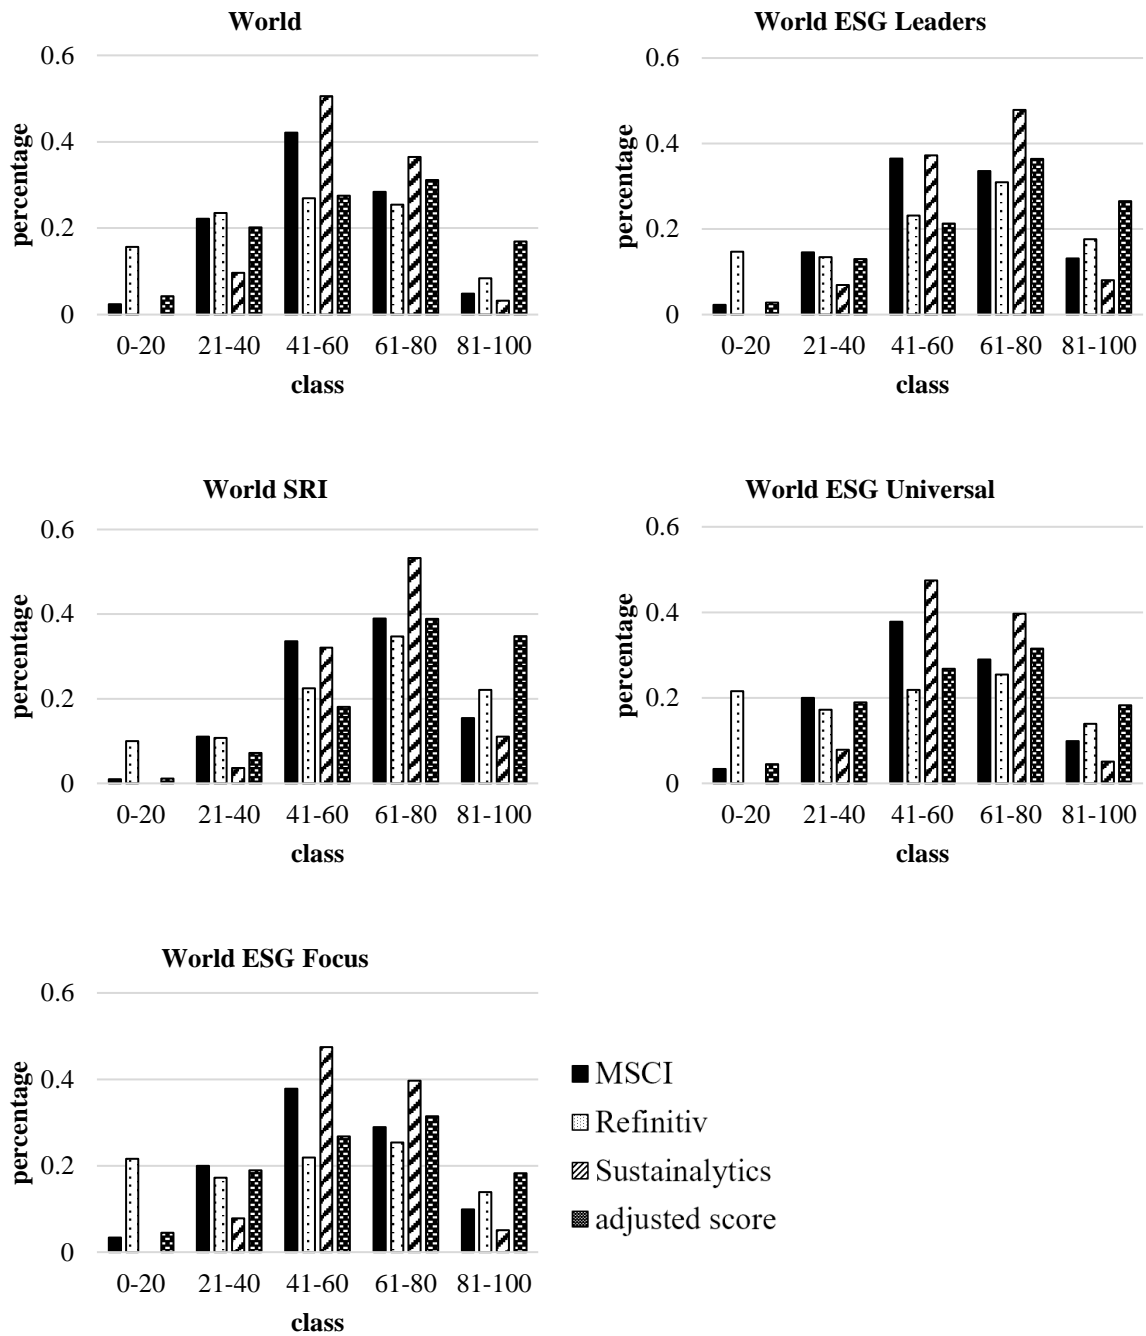 World
percentage
0.6
0.4
0.2
0
0-20 21-40 41-60 61-80 81-100
class
World ESG Leaders
percentage
0.6
0.4
0.2
0
0-20 21-40 41-60 61-80 81-100
class
World SRI
percentage
0.6
0.4
0.2
0
0-20 21-40 41-60 61-80 81-100
class
World ESG Universal
percentage
0.6
0.4
0.2
0
0-20 21-40 41-60 61-80 81-100
class
World ESG Focus
percentage
0.6
0.4
0.2
0
0-20 21-40 41-60 61-80 81-100
class
MSCI
Refinitiv
Sustainalytics
adjusted score